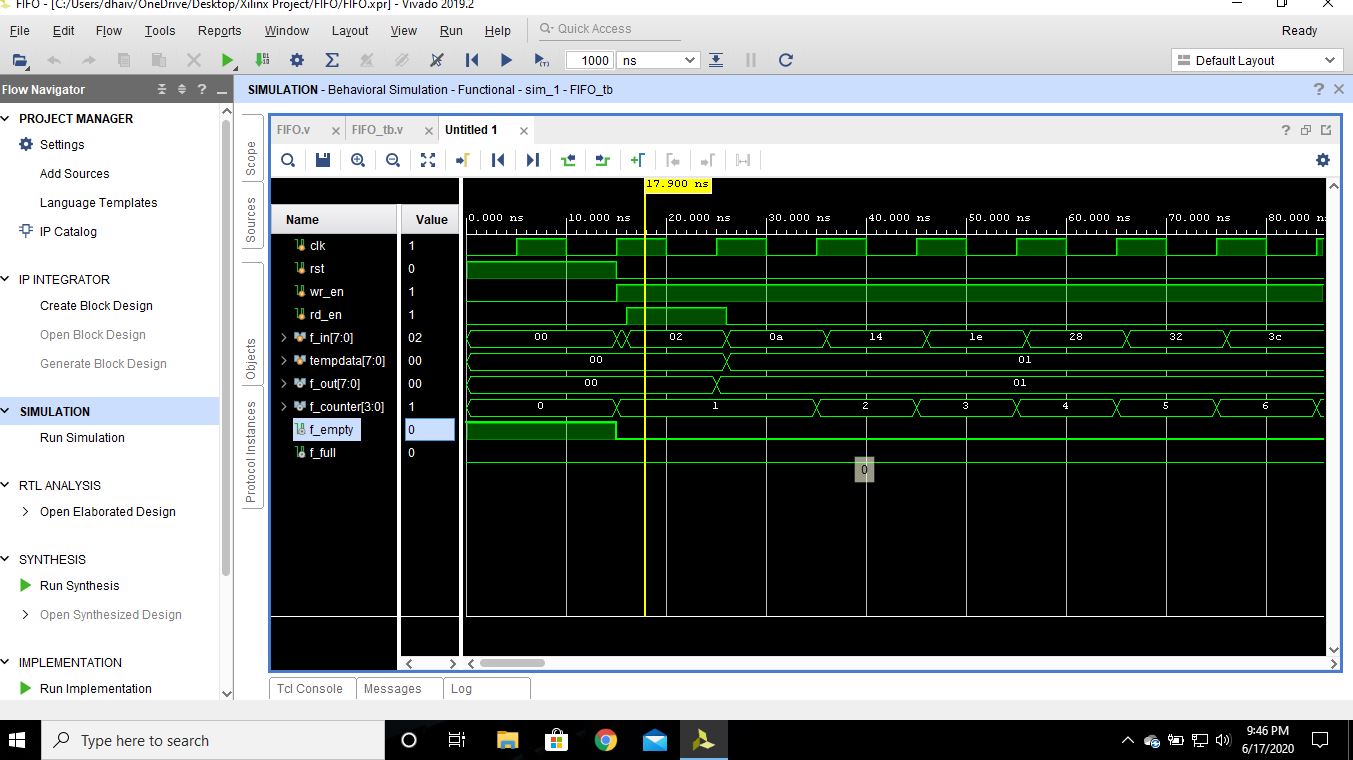 FIFO - [C:/Users/dhaiv/OneDrive/Desktop/Xilinx Project/FIFO/FIFO.xpr] - Vivado 2019.2
File Edit Flow Tools Reports Window Layout View Run Help Quick Access Ready
1000 ns Default Layout
Flow Navigator
SIMULATION - Behavioral Simulation - Functional - sim_1 - FIFO_tb
PROJECT MANAGER
Settings
Add Sources
Language Templates
IP Catalog
IP INTEGRATOR
Create Block Design
Open Block Design
Generate Block Design
SIMULATION
Run Simulation
RTL ANALYSIS
Open Elaborated Design
SYNTHESIS
Run Synthesis
Open Synthesized Design
IMPLEMENTATION
Run Implementation
Scope
Sources
Objects
Protocol Instances
FIFO.v FIFO_tb.v Untitled 1
17.900 ns
Name Value 0.000 ns 10.000 ns 20.000 ns 30.000 ns 40.000 ns 50.000 ns 60.000 ns 70.000 ns 80.000 n
clk 1
rst 0
wr_en 1
rd_en 1
f_in[7:0] 02 00 02 0a 14 1e 28 32 3c
tempdata[7:0] 00 00 01
f_out[7:0] 00 00 01
f_counter[3:0] 1 0 1 2 3 4 5 6
f_empty 0
f_full 0
0
Tcl Console Messages Log
Type here to search
9:46 PM
6/17/2020